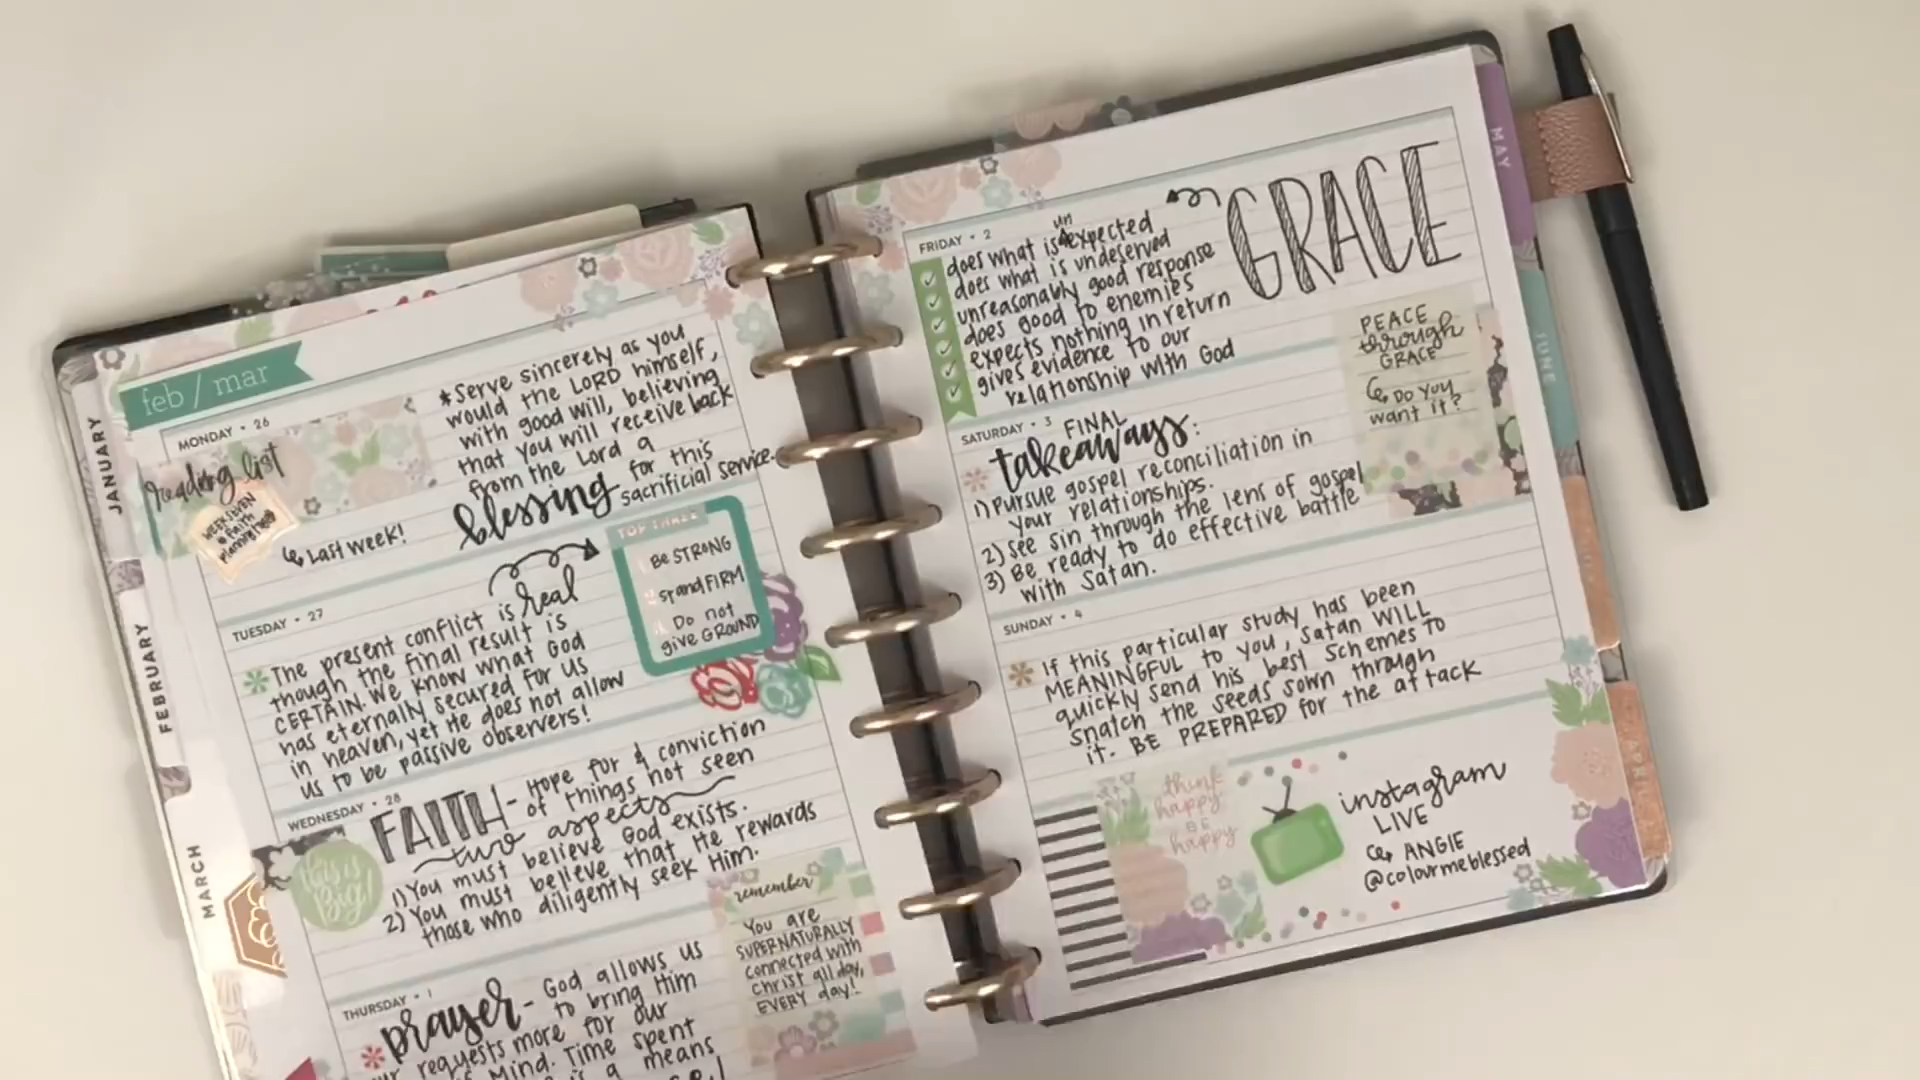 feb / mar
JANUARY
FEBRUARY
MARCH
MONDAY • 26
reading list
Last week!
*Serve sincerely as you
would the LORD himself,
with good will, believing
that you will receive back
from the Lord a
blessing for this
sacrificial service.
TUESDAY • 27
The present conflict is real
though the final result is
CERTAIN. We know what God
has eternally secured for us
in heaven, yet He does not allow
us to be passive observers!
TOP THREE
Be STRONG
stand FIRM
Do not
give GROUND
WEDNESDAY • 28
this is
Big!
FAITH - Hope for & conviction
of things not seen
two aspects
1) You must believe God exists.
2) You must believe that He rewards
those who diligently seek Him.
THURSDAY • 1
prayer - God allows us
to bring Him
requests more for our
Mind. Time spent
is a means
remember
You are
SUPERNATURALLY
connected with
Christ all day,
EVERY day!
FRIDAY • 2
GRACE
un
does what is expected
does what is undeserved
unreasonably good response
does good to enemies
expects nothing in return
gives evidence to our
relationship with God
PEACE
through
GRACE
Do you
want it?
SATURDAY • 3
FINAL
takeaways:
1) Pursue gospel reconciliation in
your relationships.
2) See sin through the lens of gospel
3) Be ready to do effective battle
with Satan.
SUNDAY • 4
If this particular study has been
MEANINGFUL to you, Satan WILL
quickly send his best schemes to
snatch the seeds sown through
it. BE PREPARED for the attack
think
happy
BE
happy
instagram
LIVE
ANGIE
@colourmeblessed
MAY
JUNE
APRIL